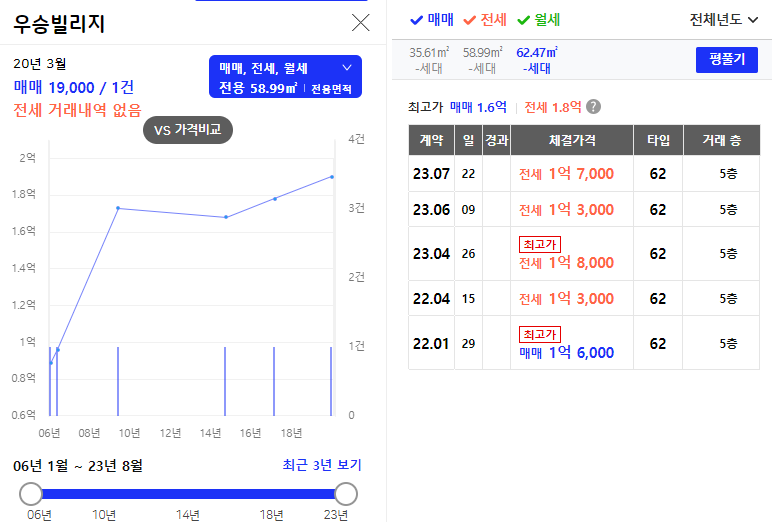 우승빌리지
20년 3월
매매 19,000 / 1건
전세 거래내역 없음
매매, 전세, 월세
전용 58.99㎡ | 전용면적
VS 가격비교
4건
2억
1.8억
3건
1.6억
1.4억
2건
1.2억
1억
1건
0.8억
0.6억
0
06년 08년 10년 12년 14년 16년 18년
06년 1월 ~ 23년 8월
최근 3년 보기
06년 10년 14년 18년 23년
매매 전세 월세
전체년도
35.61㎡ 58.99㎡ 62.47㎡
-세대 -세대 -세대
평풀기
최고가 매매 1.6억 | 전세 1.8억 ?
계약 일 경과 체결가격 타입 거래 층
23.07 22 전세 1억 7,000 62 5층
23.06 09 전세 1억 3,000 62 5층
최고가
23.04 26 전세 1억 8,000 62 5층
22.04 15 전세 1억 3,000 62 5층
최고가
22.01 29 매매 1억 6,000 62 5층